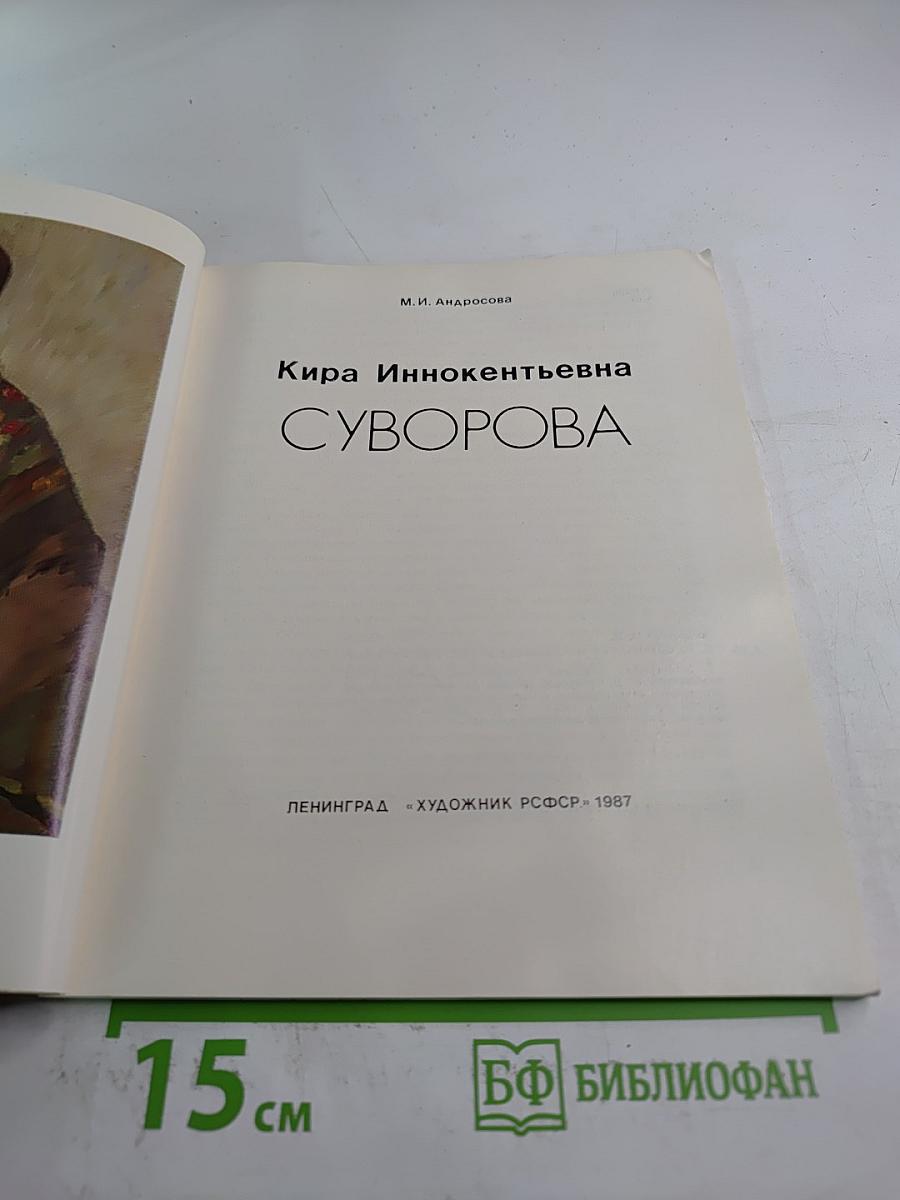 М.И. Андросова
Кира Иннокентьевна
СУВОРОВА
ЛЕНИНГРАД «ХУДОЖНИК РСФСР» 1987
15 см
БФ БИБЛИОФАН